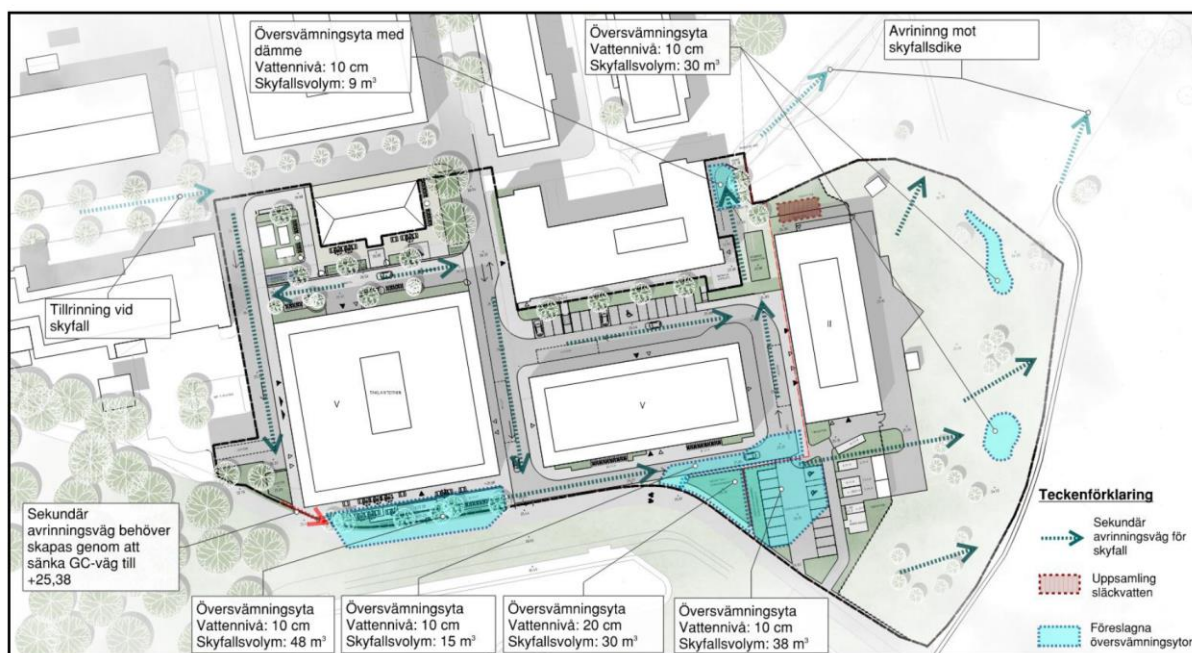 Översvämningsyta med
dämme
Vattennivå: 10 cm
Skyfallsvolym: 9 m³
Översvämningsyta
Vattennivå: 10 cm
Skyfallsvolym: 30 m³
Avrininng mot
skyfallsdike
Tillrinning vid
skyfall
V
V
II
Sekundär
avrinningsväg behöver
skapas genom att
sänka GC-väg till
+25,38
Översvämningsyta
Vattennivå: 10 cm
Skyfallsvolym: 48 m³
Översvämningsyta
Vattennivå: 10 cm
Skyfallsvolym: 15 m³
Översvämningsyta
Vattennivå: 20 cm
Skyfallsvolym: 30 m³
Översvämningsyta
Vattennivå: 10 cm
Skyfallsvolym: 38 m³
Teckenförklaring
Sekundär
avrinningsväg för
skyfall
Uppsamling
släckvatten
Föreslagna
översvämningsytor